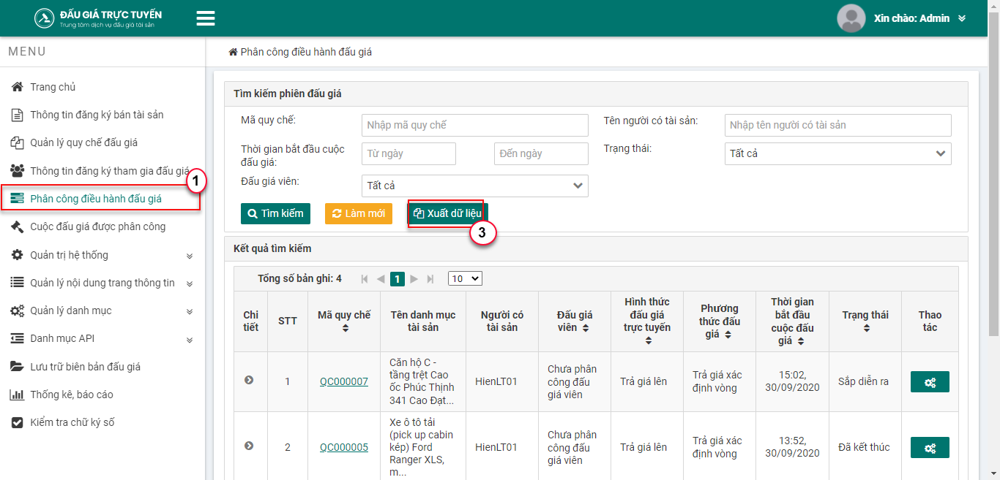 ĐẤU GIÁ TRỰC TUYẾN
Trung tâm dịch vụ đấu giá tài sản
Xin chào: Admin
MENU
Phân công điều hành đấu giá
Trang chủ
Thông tin đăng ký bán tài sản
Quản lý quy chế đấu giá
Thông tin đăng ký tham gia đấu giá
1
Phân công điều hành đấu giá
Cuộc đấu giá được phân công
Quản trị hệ thống
Quản lý nội dung trang thông tin
Quản lý danh mục
Danh mục API
Lưu trữ biên bản đấu giá
Thống kê, báo cáo
Kiểm tra chữ ký số
Tìm kiếm phiên đấu giá
Mã quy chế:
Nhập mã quy chế
Tên người có tài sản:
Nhập tên người có tài sản
Thời gian bắt đầu cuộc
đấu giá:
Từ ngày
Đến ngày
Trạng thái:
Tất cả
Đấu giá viên:
Tất cả
Tìm kiếm
Làm mới
Xuất dữ liệu
3
Kết quả tìm kiếm
Tổng số bản ghi: 4
1
10
Chi
tiết
STT
Mã quy chế
Tên danh mục
tài sản
Người có
tài sản
Đấu giá
viên
Hình thức
đấu giá
trực tuyến
Phương
thức đấu
giá
Thời gian
bắt đầu
cuộc đấu
giá
Trạng thái
Thao
tác
1
QC000007
Căn hộ C -
tầng trệt Cao
ốc Phúc Thịnh
341 Cao Đạt...
HienLT01
Chưa phân
công đấu
giá viên
Trả giá lên
Trả giá xác
định vòng
15:02,
30/09/2020
Sắp diễn ra
2
QC000005
Xe ô tô tải
(pick up cabin
kép) Ford
Ranger XLS,
m...
HienLT01
Chưa phân
công đấu
giá viên
Trả giá lên
Trả giá xác
định vòng
13:52,
30/09/2020
Đã kết thúc